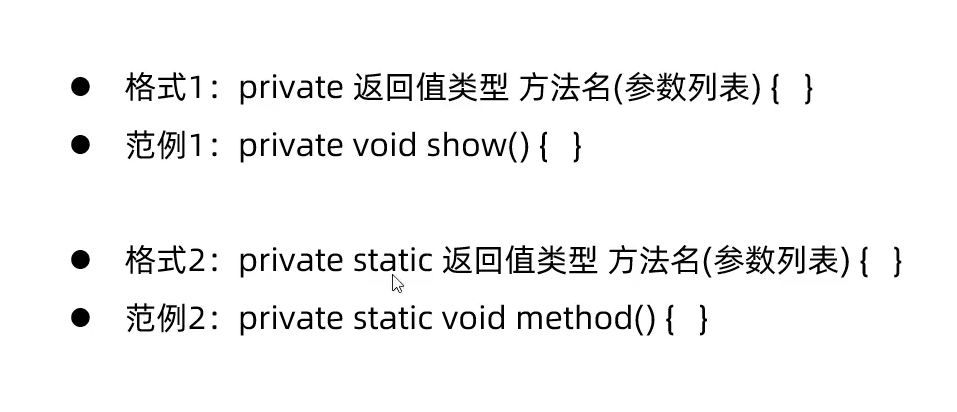 ● 格式1：private 返回值类型 方法名(参数列表) {  }
● 范例1：private void show() {  }
● 格式2：private static 返回值类型 方法名(参数列表) {  }
● 范例2：private static void method() {  }